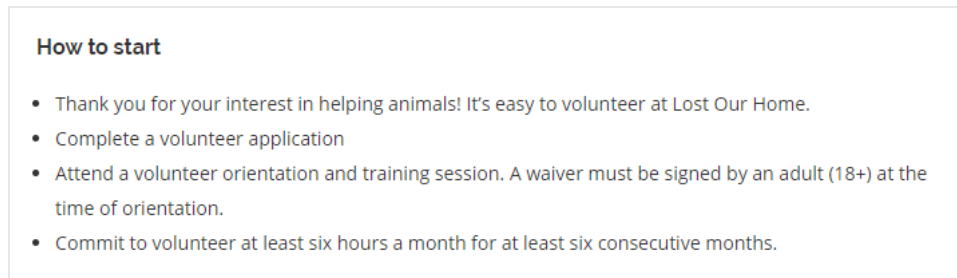 How to start
• Thank you for your interest in helping animals! It’s easy to volunteer at Lost Our Home.
• Complete a volunteer application
• Attend a volunteer orientation and training session. A waiver must be signed by an adult (18+) at the
time of orientation.
• Commit to volunteer at least six hours a month for at least six consecutive months.